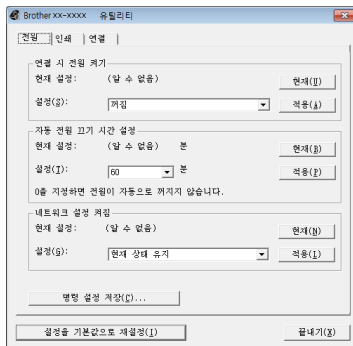 Brother xx-xxxx 유틸리티
전원 인쇄 연결
연결 시 전원 켜기
현재 설정: (알 수 없음) 현재(U)
설정(S): 꺼짐 적용(A)
자동 전원 끄기 시간 설정
현재 설정: (알 수 없음) 분 현재(R)
설정(T): 60 분 적용(P)
0을 지정하면 전원이 자동으로 꺼지지 않습니다.
네트워크 설정 켜짐
현재 설정: (알 수 없음) 현재(N)
설정(G): 현재 상태 유지 적용(L)
명령 설정 저장(C)...
설정을 기본값으로 재설정(I) 끝내기(X)